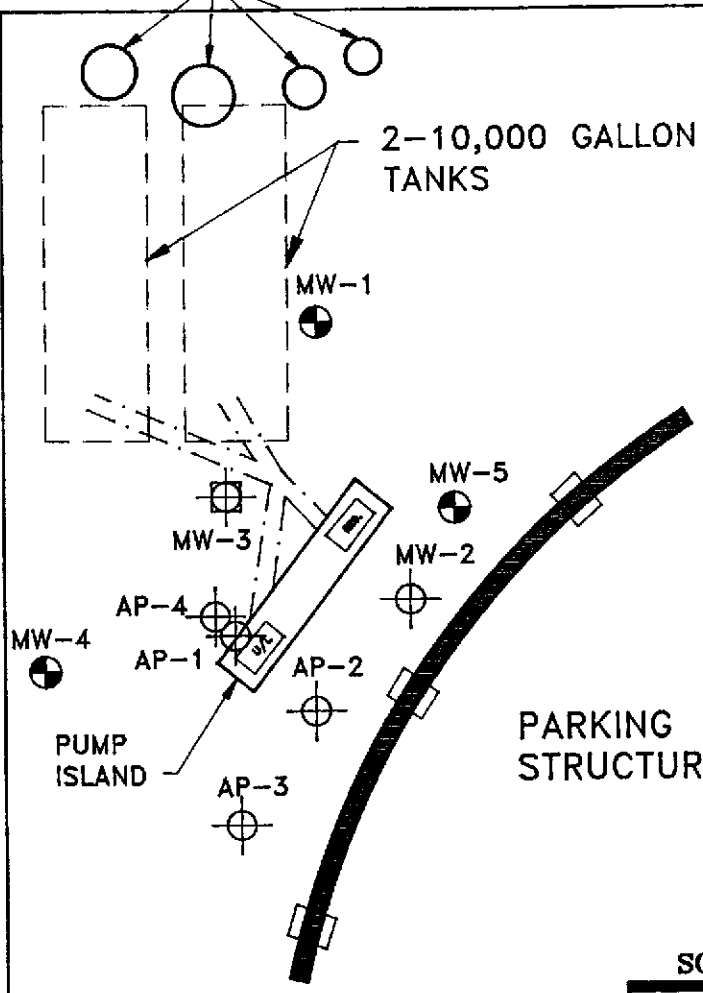 2-10,000 GALLON
TANKS
MW-1
MW-5
MW-3
MW-2
AP-4
MW-4
AP-1
U/L
AP-2
PUMP
ISLAND
PARKING
STRUCTUR
AP-3
SC